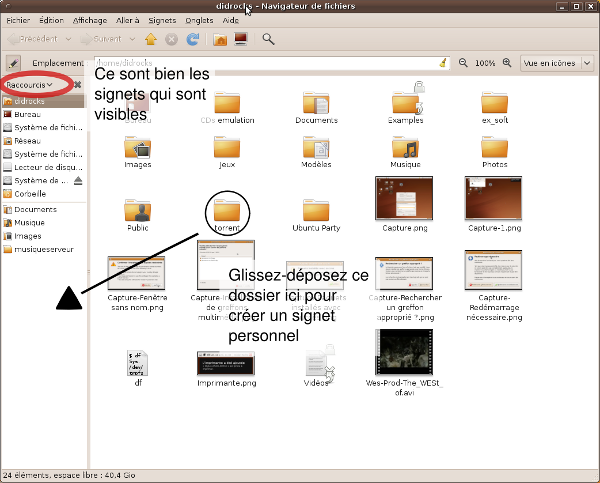 didrocks - Navigateur de fichiers
Fichier Édition Affichage Aller à Signets Onglets Aide
Précédent Suivant
Emplacement /home/didrocks 100% Vue en icônes
Raccourcis
didrocks
Bureau
Système de fichi...
Réseau
Système de fichi...
Lecteur de disqu...
Système de ...
Corbeille
Documents
Musique
Images
musiqueserveur
Ce sont bien les
signets qui sont
visibles
Bureau CDs emulation Documents Examples ex_soft
Images Jeux Modèles Musique Photos
Public torrent Ubuntu Party Capture.png Capture-1.png
Glissez-déposez ce
dossier ici pour
créer un signet
personnel
Capture-Fenêtre
sans nom.png
de greffons
Capture-Rechercher
un greffon
approprié ?.png
Capture-
Redémarrage
nécessaire.png
df Imprimante.png Vidéos Wes-Prod-The_WESt_
of.avi
24 éléments, espace libre : 40,4 Gio